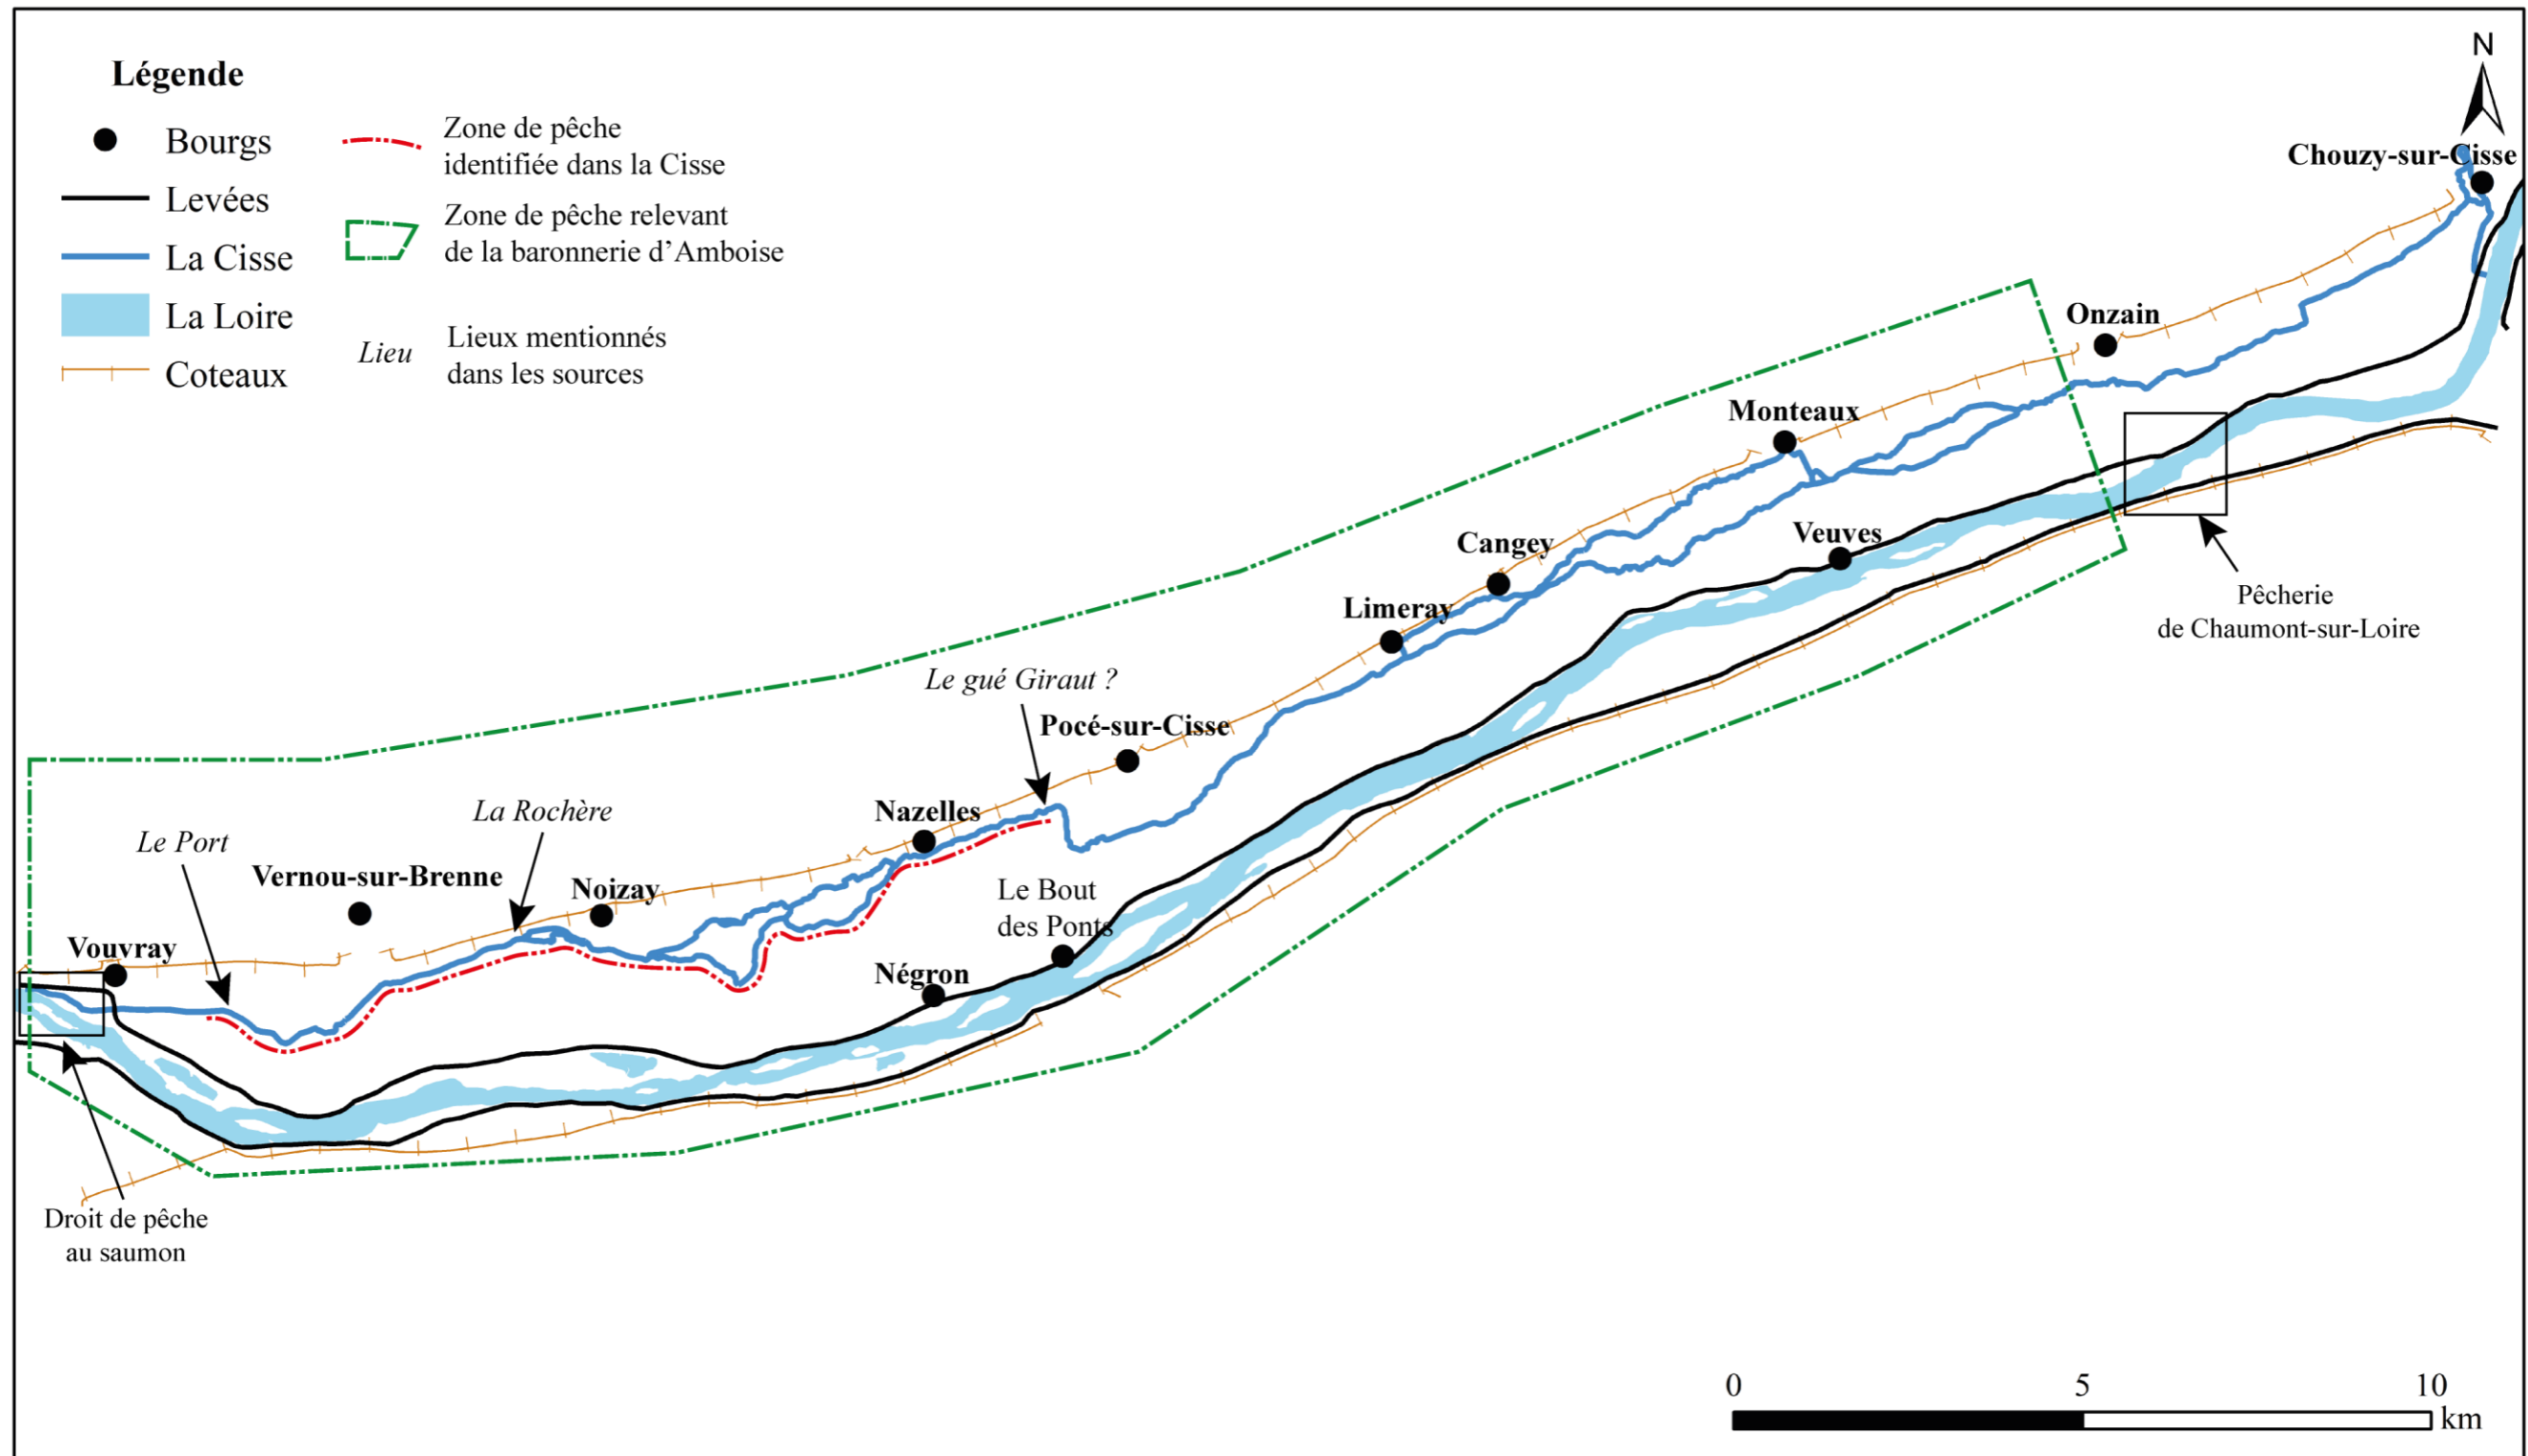 Légende
Bourgs
Levées
La Cisse
La Loire
Coteaux
Zone de pêche
identifiée dans la Cisse
Zone de pêche relevant
de la baronnerie d’Amboise
Lieu
Lieux mentionnés
dans les sources
N
Chouzy-sur-Cisse
Onzain
Monteaux
Veuves
Cangey
Limeray
Pêcherie
de Chaumont-sur-Loire
Le gué Giraut ?
Pocé-sur-Cisse
Nazelles
La Rochère
Le Port
Vernou-sur-Brenne
Noizay
Le Bout
des Ponts
Vouvray
Négron
Droit de pêche
au saumon
0 5 10
km